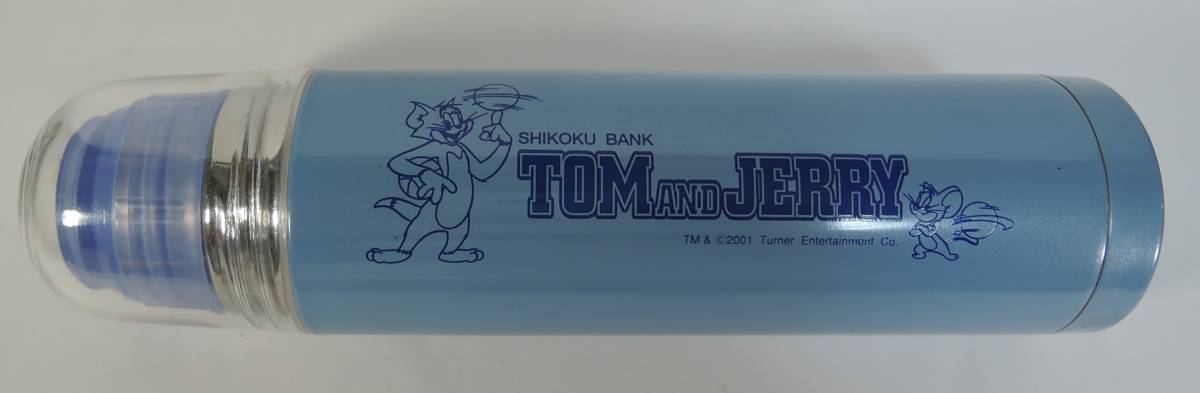 SHIKOKU BANK
TOM AND JERRY
TM & ©2001 Turner Entertainment Co.